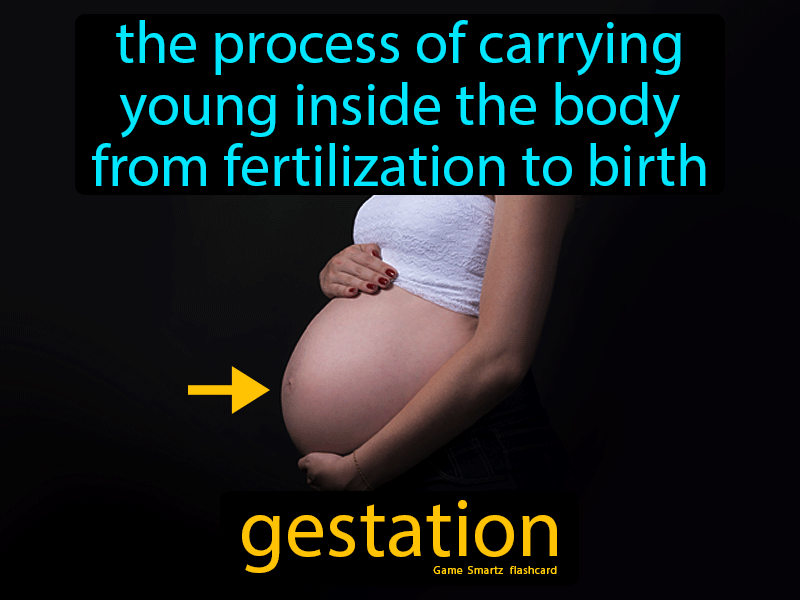 the process of carrying
young inside the body
from fertilization to birth
gestation
Game Smartz flashcard